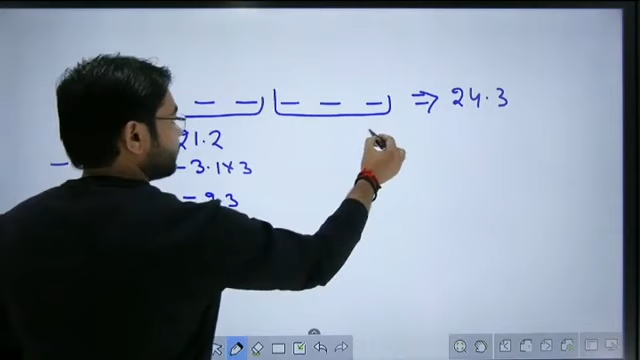 ⇒ 24.3
21.2
-3.1×3
= 9.3